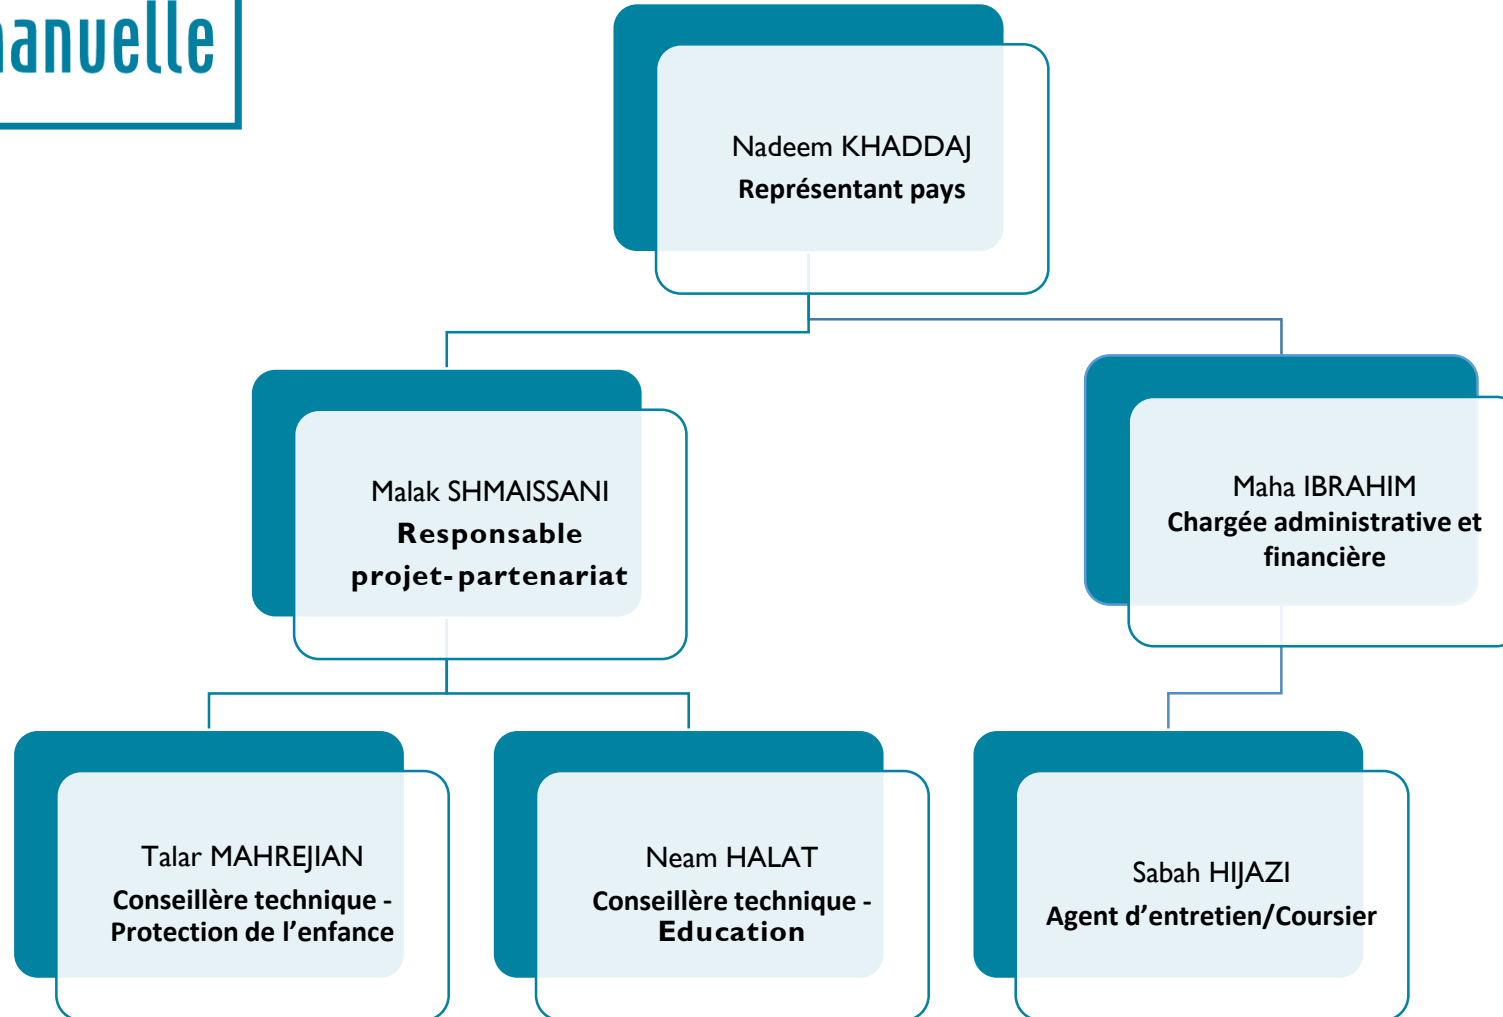 manuelle
Nadeem KHADDAJ
Représentant pays
Malak SHMAISSANI
Responsable
projet-partenariat
Maha IBRAHIM
Chargée administrative et
financière
Talar MAHREJIAN
Conseillère technique -
Protection de l’enfance
Neam HALAT
Conseillère technique -
Education
Sabah HIJAZI
Agent d’entretien/Coursier